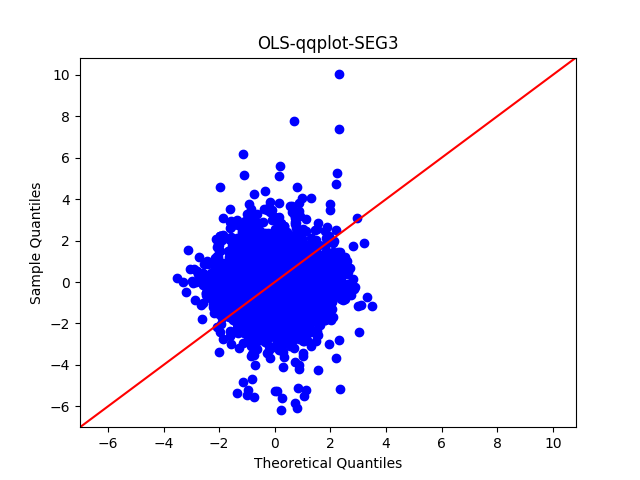 OLS-qqplot-SEG3
10
8
6
4
2
0
−2
−4
−6
Sample Quantiles
−6 −4 −2 0 2 4 6 8 10
Theoretical Quantiles